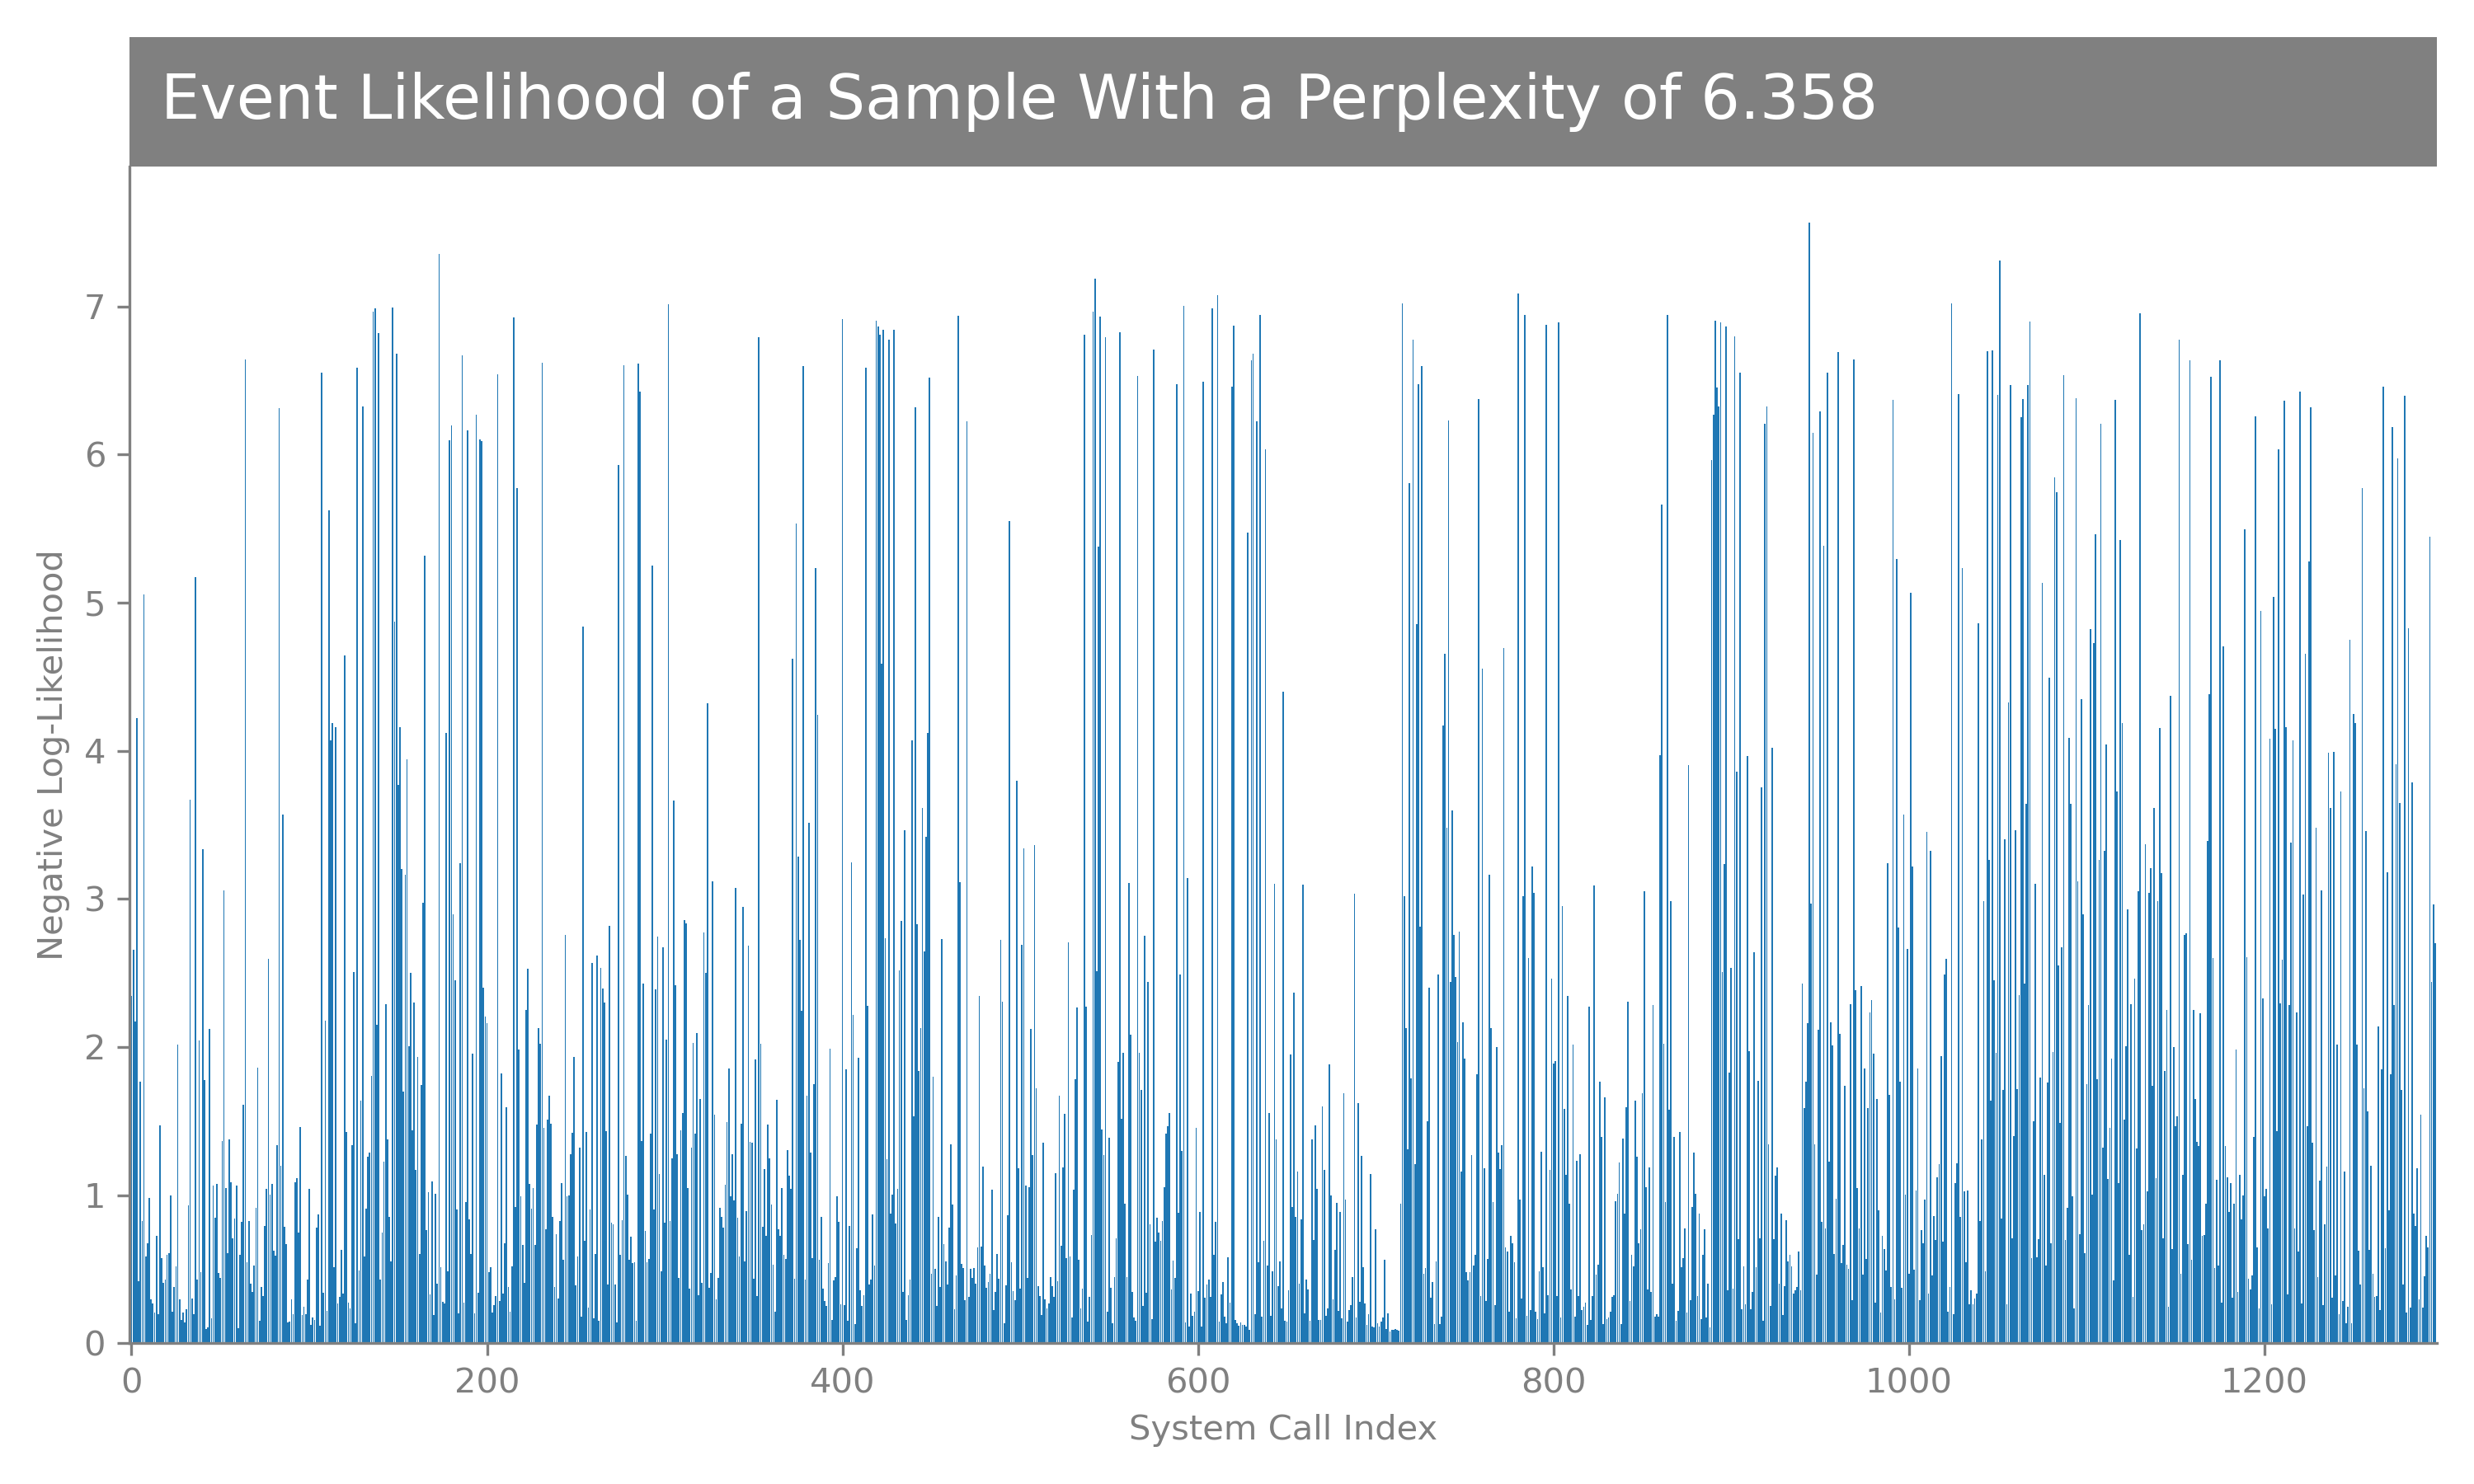 Event Likelihood of a Sample With a Perplexity of 6.358
7
6
5
4
3
2
1
0
Negative Log-Likelihood
0 200 400 600 800 1000 1200
System Call Index